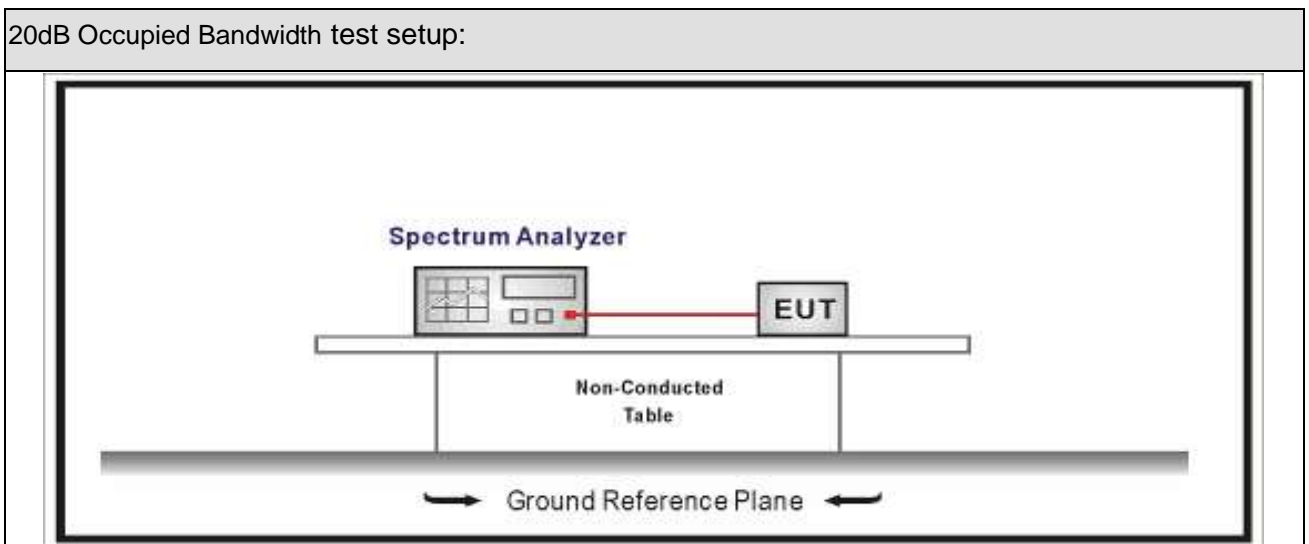 20dB Occupied Bandwidth test setup:
Spectrum Analyzer
EUT
Non-Conducted
Table
Ground Reference Plane